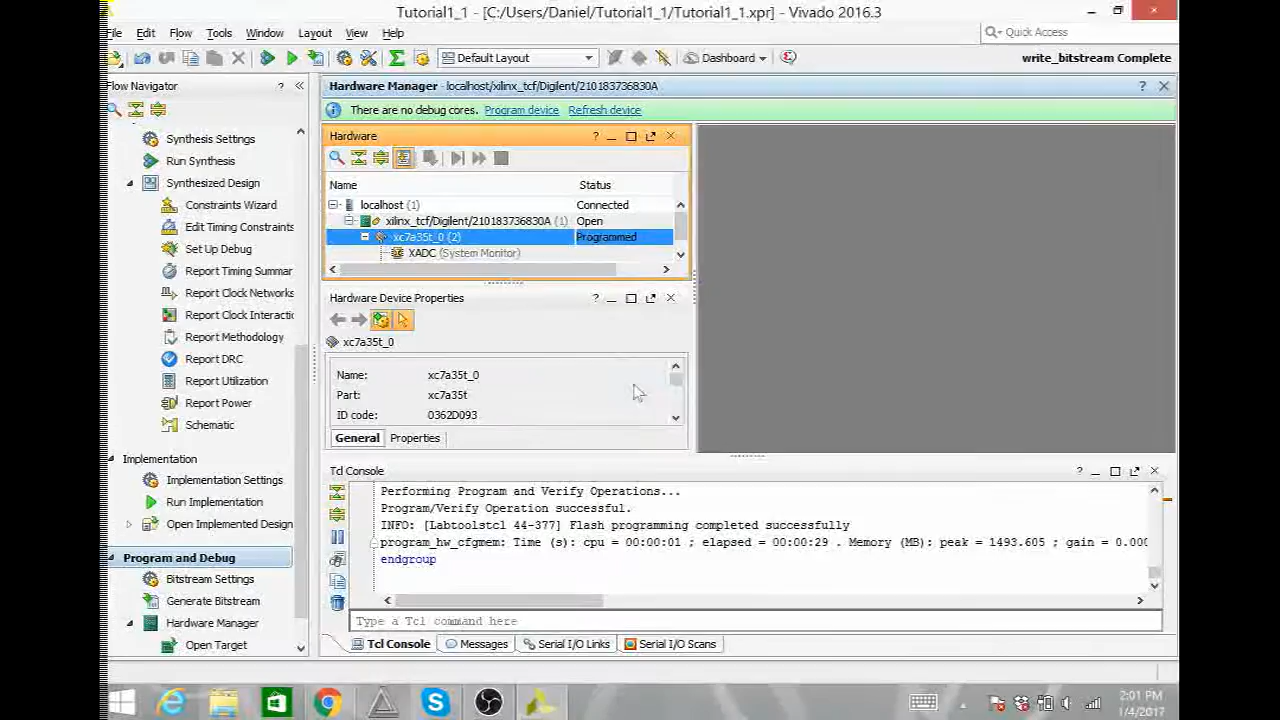 Tutorial1_1 - [C:/Users/Daniel/Tutorial1_1/Tutorial1_1.xpr] - Vivado 2016.3
File Edit Flow Tools Window Layout View Help
Quick Access
Default Layout
Dashboard
write_bitstream Complete
Flow Navigator
Synthesis Settings
Run Synthesis
Synthesized Design
Constraints Wizard
Edit Timing Constraints
Set Up Debug
Report Timing Summar
Report Clock Networks
Report Clock Interactic
Report Methodology
Report DRC
Report Utilization
Report Power
Schematic
Implementation
Implementation Settings
Run Implementation
Open Implemented Design
Program and Debug
Bitstream Settings
Generate Bitstream
Hardware Manager
Open Target
Hardware Manager - localhost/xilinx_tcf/Digilent/210183736830A
There are no debug cores. Program device Refresh device
Hardware
Name Status
localhost (1) Connected
xilinx_tcf/Digilent/210183736830A (1) Open
xc7a35t_0 (2) Programmed
XADC (System Monitor)
Hardware Device Properties
xc7a35t_0
Name: xc7a35t_0
Part: xc7a35t
ID code: 0362D093
General Properties
Tcl Console
Performing Program and Verify Operations...
Program/Verify Operation successful.
INFO: [Labtoolstcl 44-377] Flash programming completed successfully
program_hw_cfgmem: Time (s): cpu = 00:00:01 ; elapsed = 00:00:29 . Memory (MB): peak = 1493.605 ; gain = 0.000
endgroup
Type a Tcl command here
Tcl Console Messages Serial I/O Links Serial I/O Scans
2:01 PM
1/4/2017